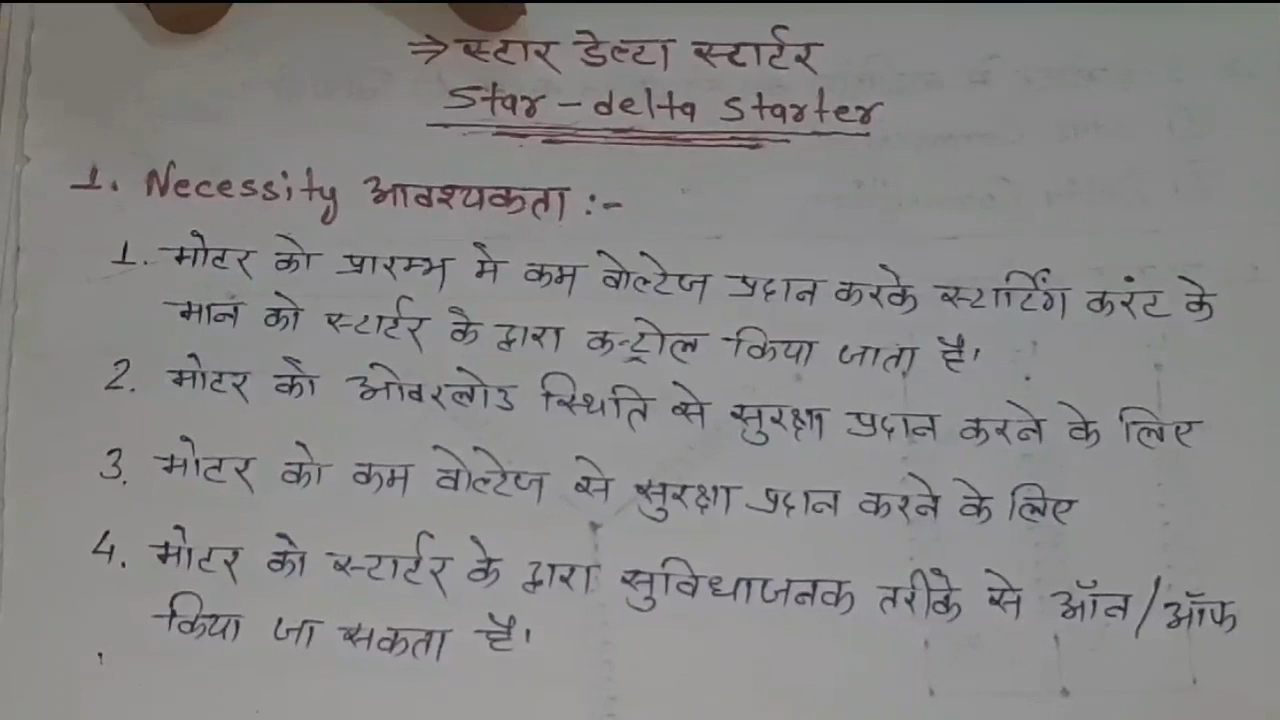 ⇒ स्टार डेल्टा स्टार्टर
Star-delta starter
1. Necessity आवश्यकता :-
1. मोटर को प्रारम्भ मे कम वोल्टेज प्रदान करके स्टार्टिंग करंट के
मान को स्टार्टर के द्वारा कन्ट्रोल किया जाता है।
2. मोटर को ओवरलोड स्थिति से सुरक्षा प्रदान करने के लिए
3. मोटर को कम वोल्टेज से सुरक्षा प्रदान करने के लिए
4. मोटर को स्टार्टर के द्वारा सुविधाजनक तरीके से ऑन/ऑफ
किया जा सकता है।